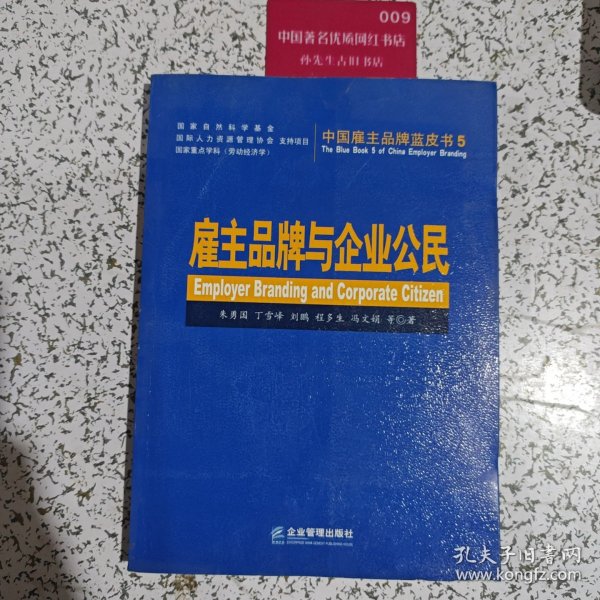 009
中国著名优质网红书店
孙先生古旧书店
国家自然科学基金
国际人力资源管理协会 支持项目
国家重点学科（劳动经济学）
中国雇主品牌蓝皮书5
The Blue Book 5 of China Employer Branding
雇主品牌与企业公民
Employer Branding and Corporate Citizen
朱勇国 丁雪峰 刘鹏 程多生 冯文娟 等◎著
企业管理出版社
ENTERPRISE MANAGEMENT PUBLISHING HOUSE
孔夫子旧书网
www.kongfz.com